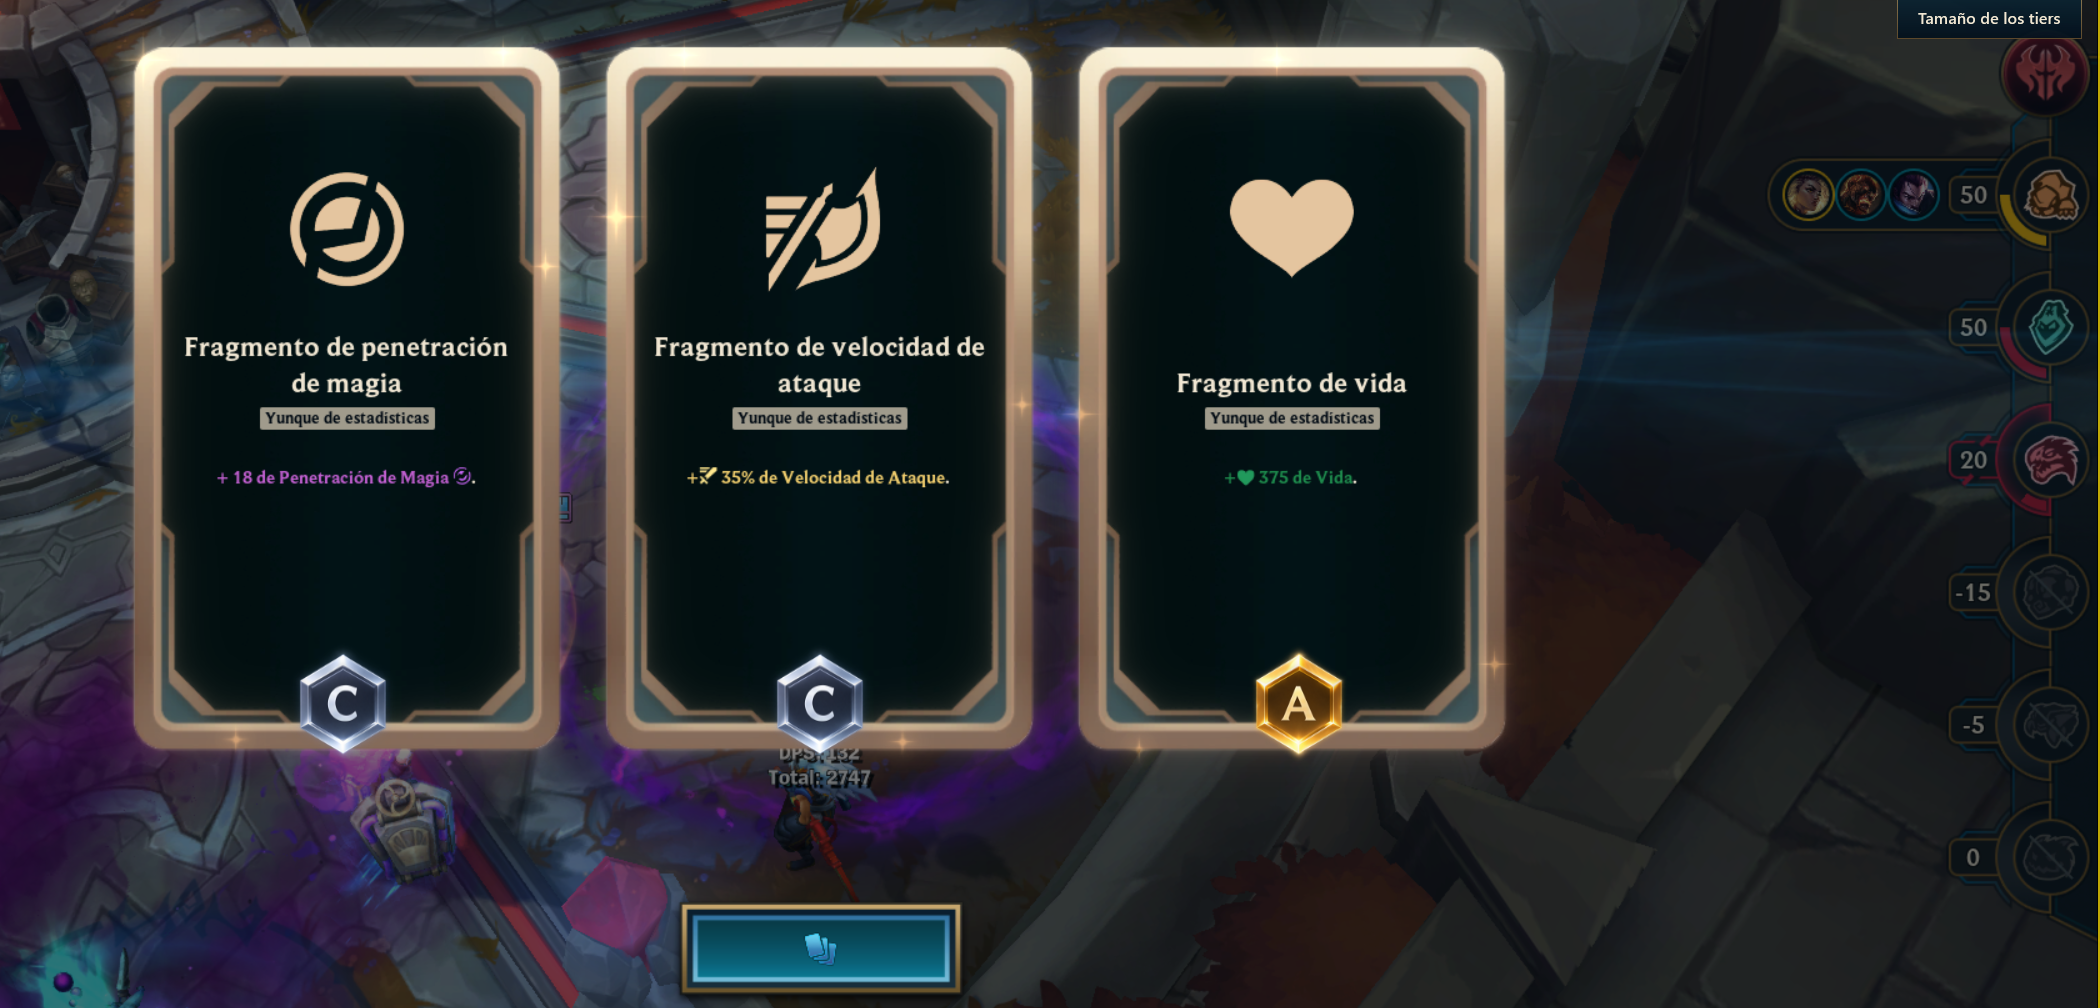 Tamaño de los tiers
Fragmento de penetración
de magia
Yunque de estadísticas
+ 18 de Penetración de Magia.
C
Fragmento de velocidad de
ataque
Yunque de estadísticas
+ 35% de Velocidad de Ataque.
C
Fragmento de vida
Yunque de estadísticas
+ 375 de Vida.
A
DPS: 132
Total: 2747
50
50
20
-15
-5
0